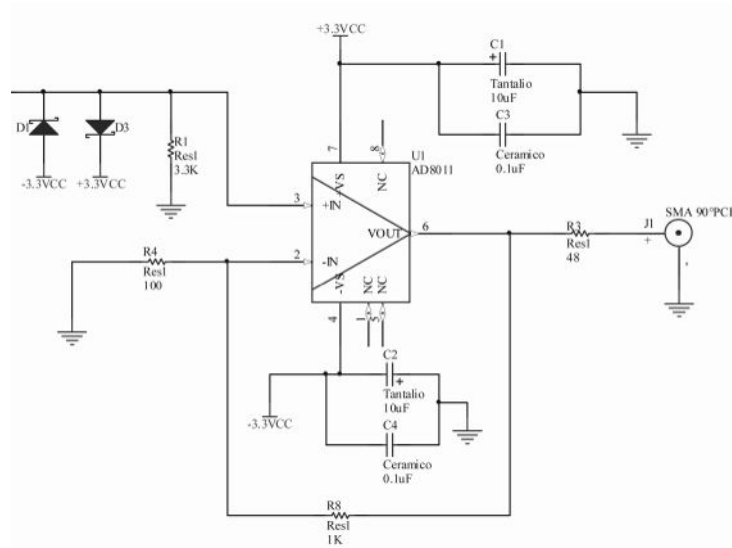 +3.3VCC
C1
+
Tantalio
10uF
C3
Ceramico
0.1uF
D1
D3
R1
Res1
3.3K
-3.3VCC
+3.3VCC
7
8
U1
AD8011
-VS
NC
3
+IN
VOUT
6
R3
Res1
48
J1
+
SMA 90°PCI
R4
Res1
100
2
-IN
-VS
NC
NC
4
1
5
C2
+
Tantalio
10uF
-3.3VCC
C4
Ceramico
0.1uF
R8
Res1
1K